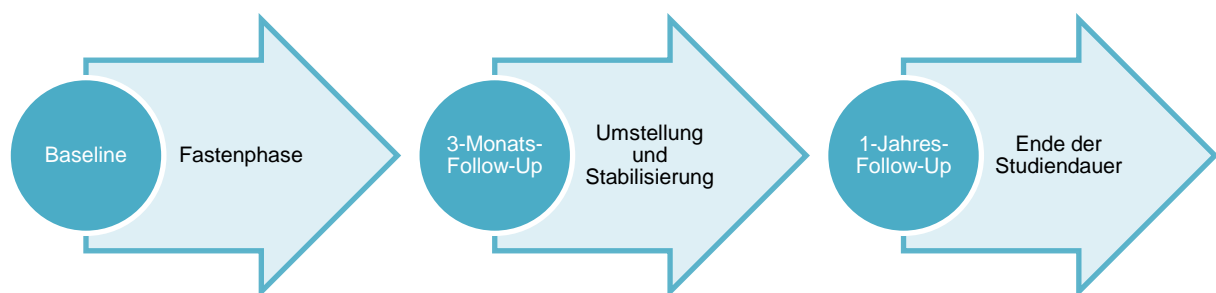 Baseline
Fastenphase
3-Monats-
Follow-Up
Umstellung
und
Stabilisierung
1-Jahres-
Follow-Up
Ende der
Studiendauer